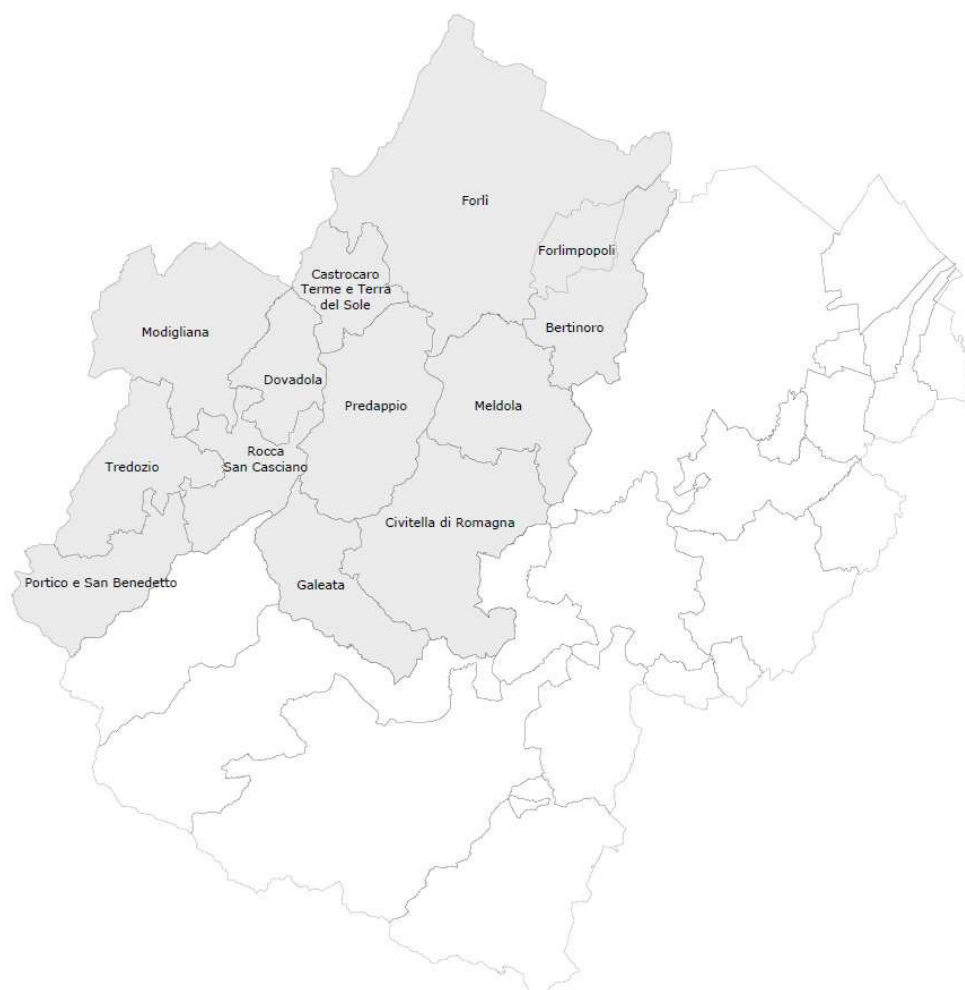 Forlì
Forlimpopoli
Castrocaro
Terme e Terra
del Sole
Bertinoro
Modigliana
Dovadola
Predappio
Meldola
Rocca
San Casciano
Tredozio
Civitella di Romagna
Portico e San Benedetto
Galeata